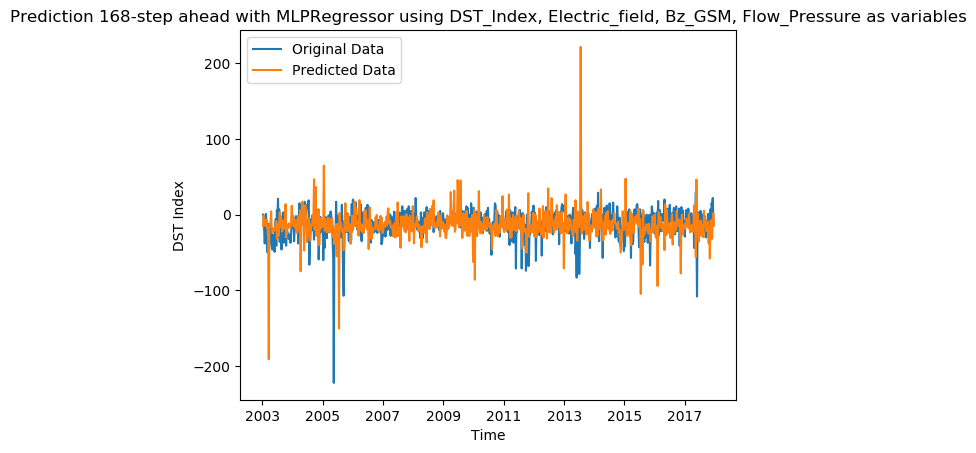 Prediction 168-step ahead with MLPRegressor using DST_Index, Electric_field, Bz_GSM, Flow_Pressure as variables
Original Data
Predicted Data
200
100
0
−100
−200
DST Index
2003 2005 2007 2009 2011 2013 2015 2017
Time